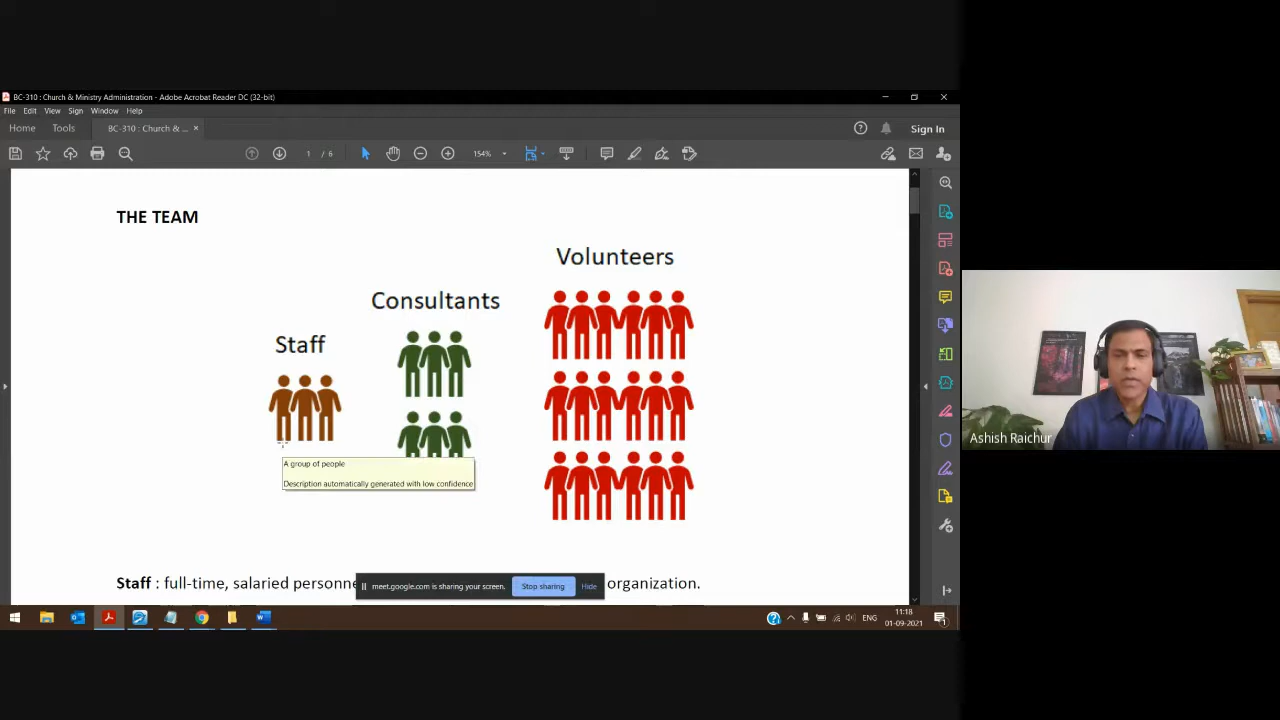 BC-310 : Church & Ministry Administration - Adobe Acrobat Reader DC (32-bit)
File Edit View Sign Window Help
Home Tools BC-310 : Church & ... × Sign In
1 / 6 154%
THE TEAM
Volunteers
Consultants
Staff
A group of people
Description automatically generated with low confidence
Ashish Raichur
Staff : full-time, salaried personne organization.
meet.google.com is sharing your screen. Stop sharing Hide
ENG 11:18
01-09-2021